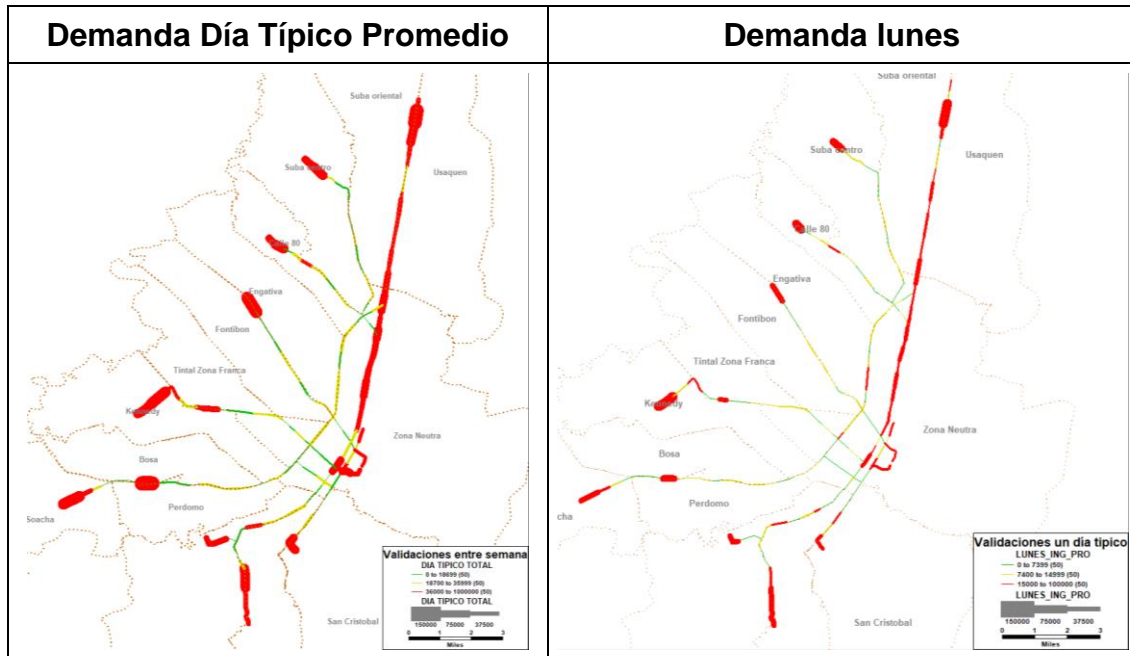 Demanda Día Típico Promedio
Suba oriental
Suba centro
Usaquen
Calle 80
Engativa
Fontibon
Tintal Zona Franca
Kennedy
Zona Neutra
Bosa
Perdomo
Soacha
San Cristobal
Validaciones entre semana
DIA TIPICO TOTAL
0 to 18699 (50)
18700 to 35999 (50)
36000 to 1000000 (50)
DIA TIPICO TOTAL
150000 75000 37500
0 1 2 3
Miles
Demanda lunes
Suba oriental
Suba centro
Usaquen
Calle 80
Engativa
Fontibon
Tintal Zona Franca
Kennedy
Zona Neutra
Bosa
Perdomo
cha
San Cristobal
Validaciones un dia tipico
LUNES_ING_PRO
0 to 7399 (50)
7400 to 14999 (50)
15000 to 100000 (50)
LUNES_ING_PRO
150000 75000 37500
0 1 2 3
Miles